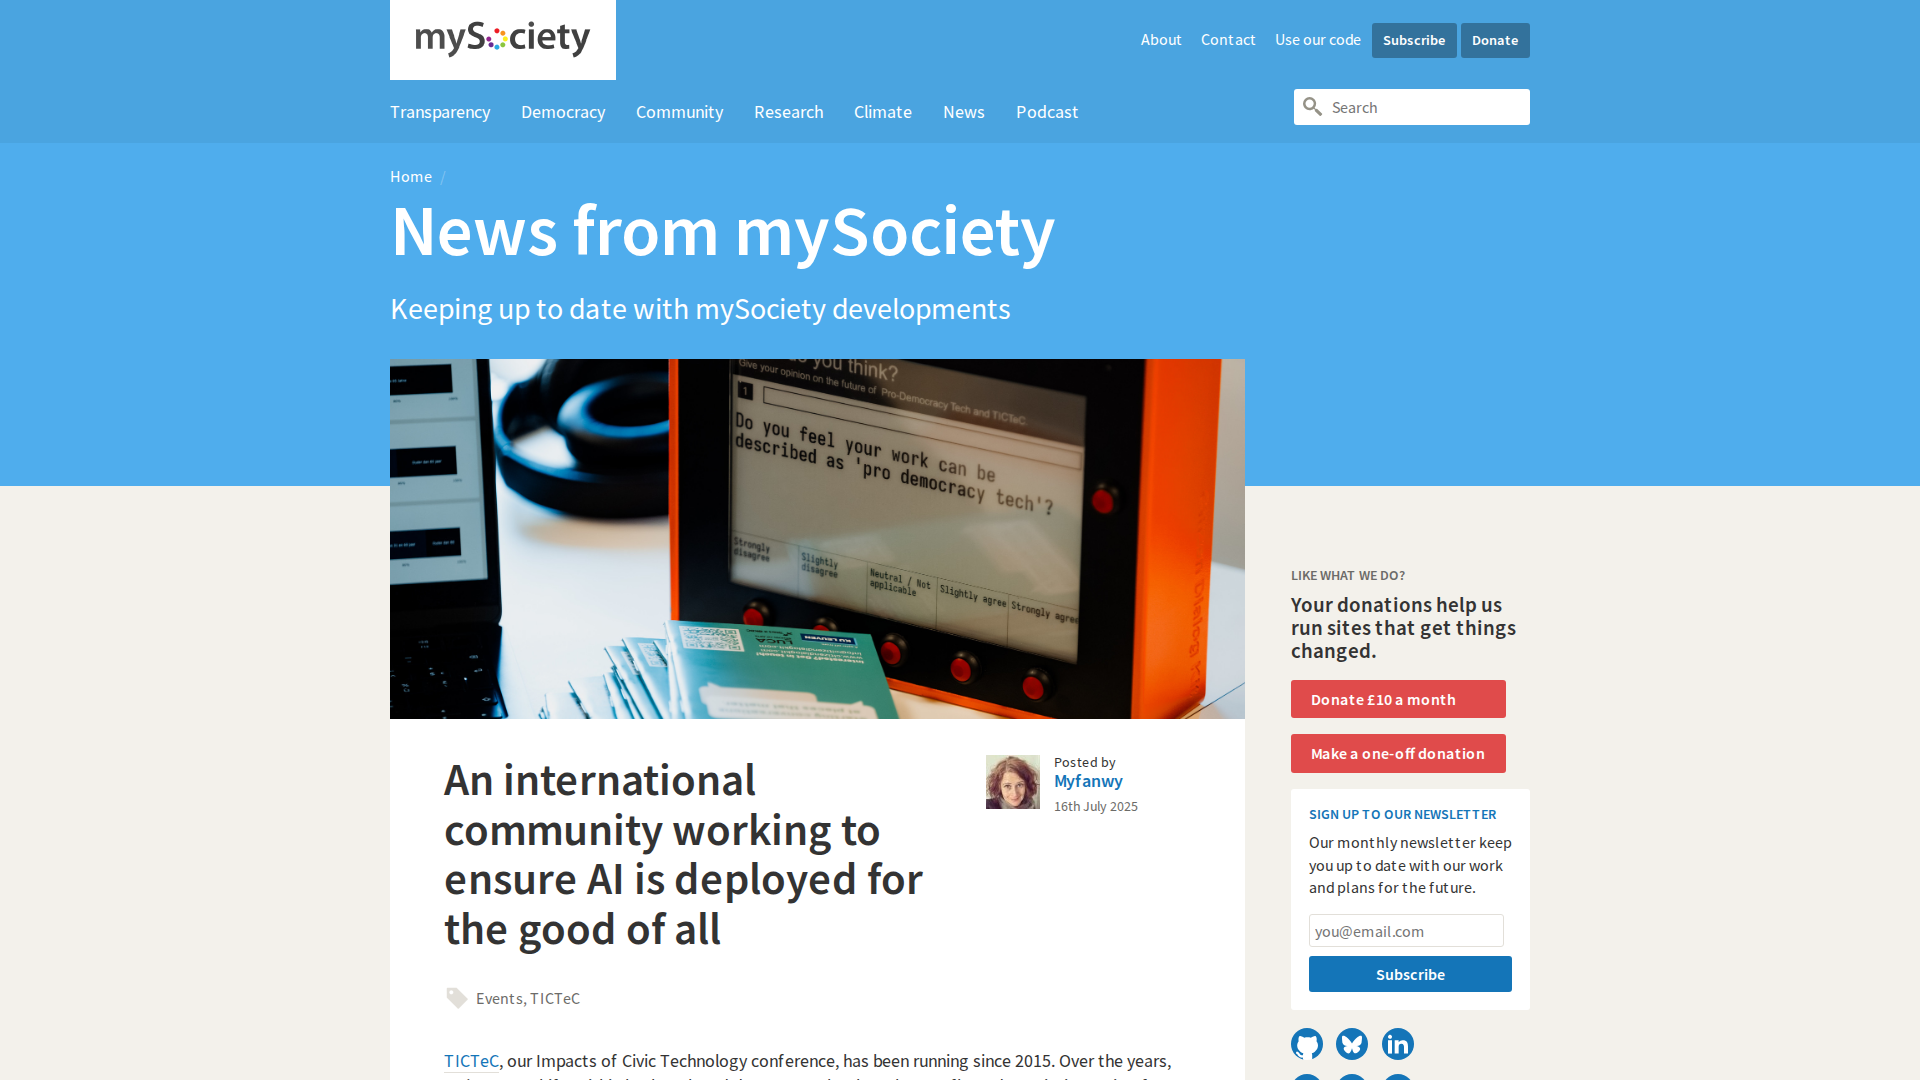 mySociety
About
Contact
Use our code
Subscribe
Donate
Transparency
Democracy
Community
Research
Climate
News
Podcast
Search
Home /
News from mySociety
Keeping up to date with mySociety developments
you think?
Give your opinion on the future of Pro-Democracy Tech and TICTeC.
1
Do you feel your work can be
described as 'pro democracy tech'?
Strongly disagree
Slightly disagree
Neutral / Not applicable
Slightly agree
Strongly agree
KU LEUVEN
LUCA
An international
community working to
ensure AI is deployed for
the good of all
Posted by
Myfanwy
16th July 2025
Events, TICTeC
TICTeC, our Impacts of Civic Technology conference, has been running since 2015. Over the years,
LIKE WHAT WE DO?
Your donations help us
run sites that get things
changed.
Donate £10 a month
Make a one-off donation
SIGN UP TO OUR NEWSLETTER
Our monthly newsletter keep
you up to date with our work
and plans for the future.
you@email.com
Subscribe
in